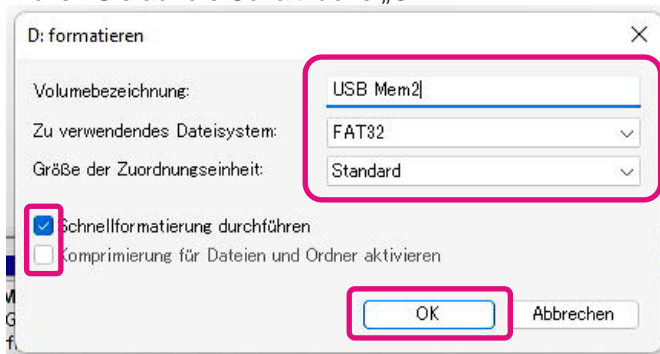 D: formatieren
Volumebezeichnung:
USB Mem2
Zu verwendendes Dateisystem:
FAT32
Größe der Zuordnungseinheit:
Standard
Schnellformatierung durchführen
Komprimierung für Dateien und Ordner aktivieren
OK
Abbrechen